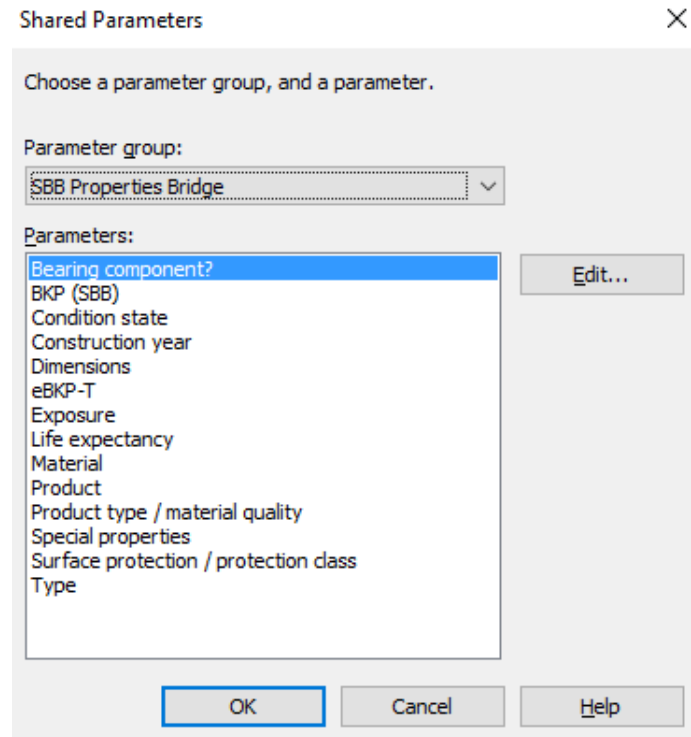 Shared Parameters
Choose a parameter group, and a parameter.
Parameter group:
SBB Properties Bridge
Parameters:
Bearing component?
Edit...
BKP (SBB)
Condition state
Construction year
Dimensions
eBKP-T
Exposure
Life expectancy
Material
Product
Product type / material quality
Special properties
Surface protection / protection class
Type
OK
Cancel
Help